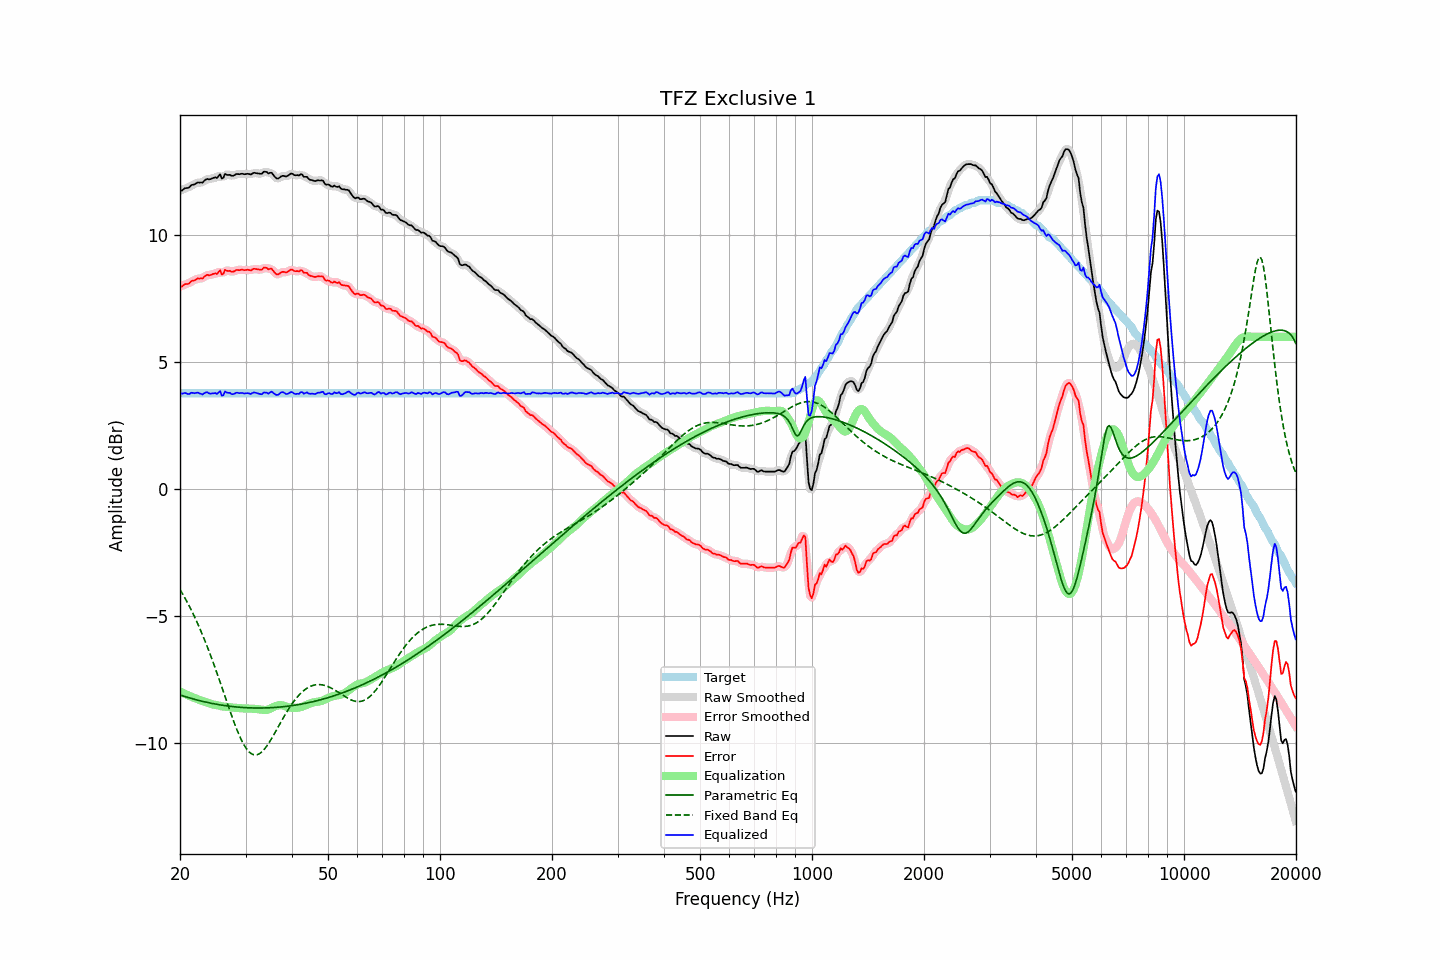 TFZ Exclusive 1
Amplitude (dBr)
10
5
0
−5
−10
Target
Raw Smoothed
Error Smoothed
Raw
Error
Equalization
Parametric Eq
Fixed Band Eq
Equalized
20 50 100 200 500 1000 2000 5000 10000 20000
Frequency (Hz)